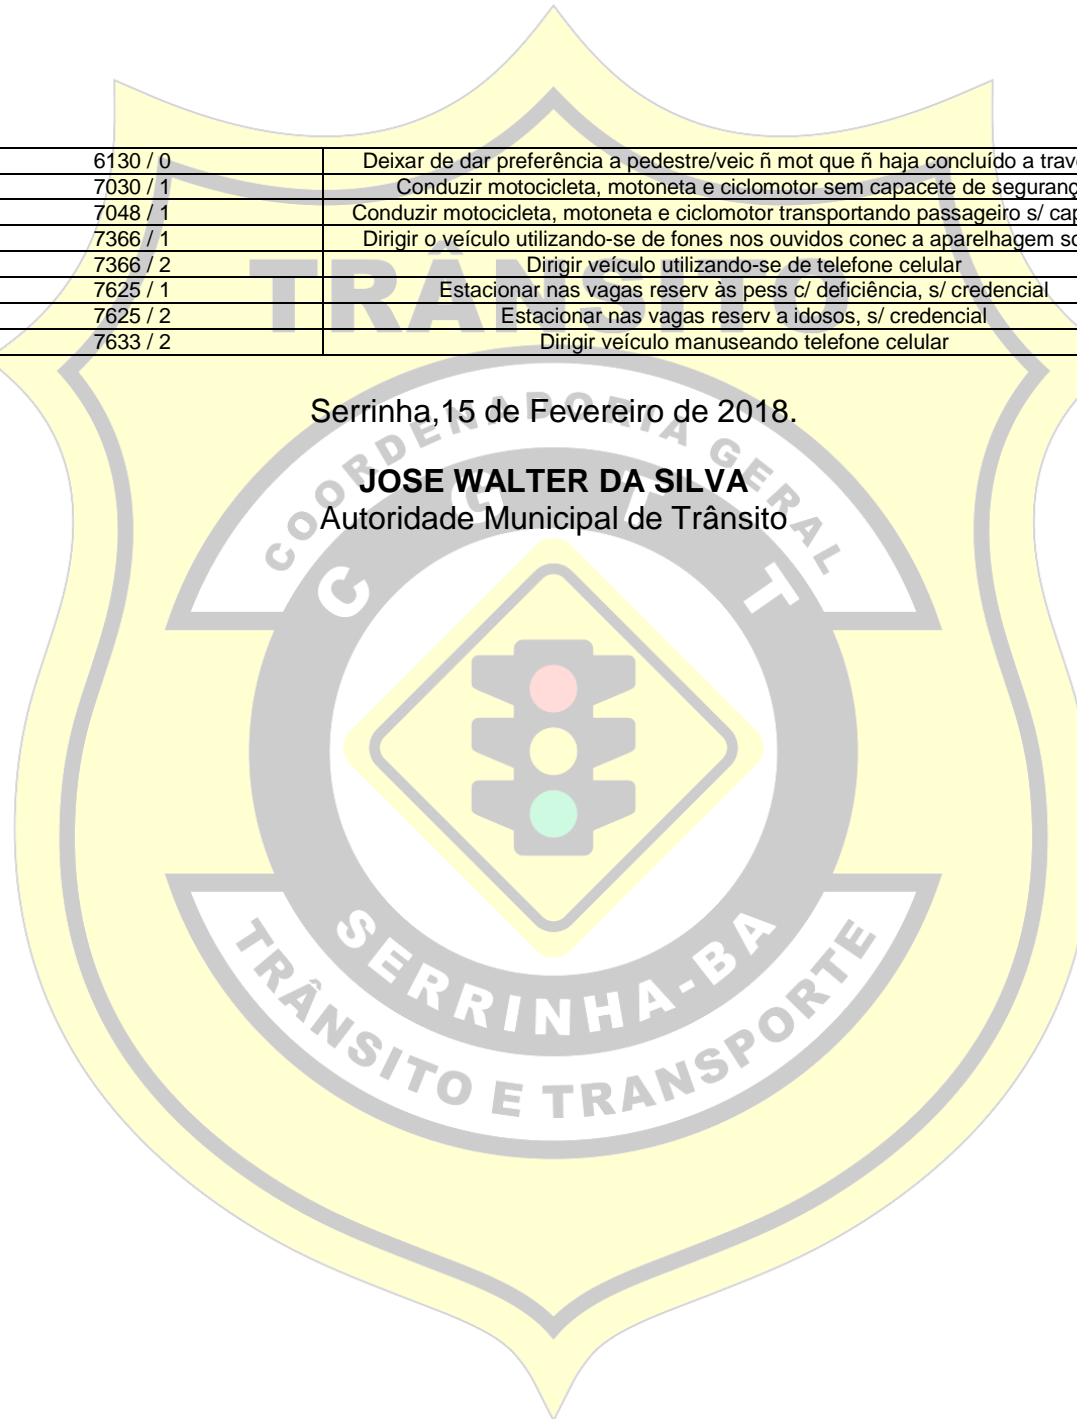 6130 / 0 Deixar de dar preferência a pedestre/veic ñ mot que ñ haja concluído a
7030 / 1 Conduzir motocicleta, motoneta e ciclomotor sem capacete de
7048 / 1 Conduzir motocicleta, motoneta e ciclomotor transportando passageiro s/
7366 / 1 Dirigir o veículo utilizando-se de fones nos ouvidos conec a aparelhagem
7366 / 2 Dirigir veículo utilizando-se de telefone celular
7625 / 1 Estacionar nas vagas reserv às pess c/ deficiência, s/ credencial
7625 / 2 Estacionar nas vagas reserv a idosos, s/ credencial
7633 / 2 Dirigir veículo manuseando telefone celular
TRÂNSITO
Serrinha,15 de Fevereiro de 2018.
JOSE WALTER DA SILVA
Autoridade Municipal de Trânsito
COORDENADORIA GERAL
C G T T
SERRINHA-BA
TRÂNSITO E TRANSPORTE